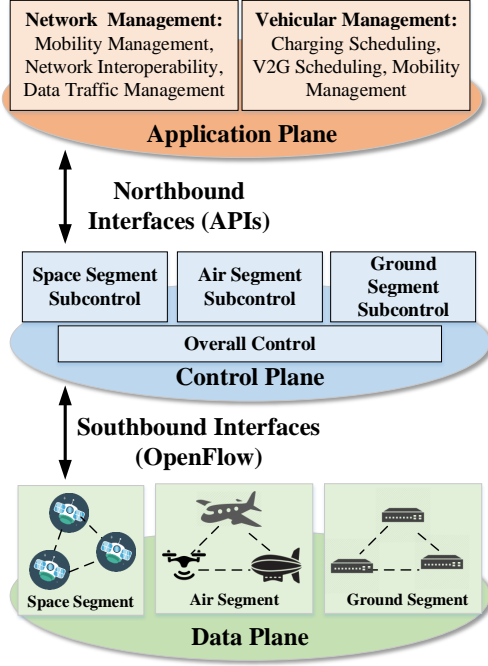 Network Management:
Mobility Management,
Network Interoperability,
Data Traffic Management
Vehicular Management:
Charging Scheduling,
V2G Scheduling, Mobility
Management
Application Plane
Northbound
Interfaces (APIs)
Space Segment
Subcontrol
Air Segment
Subcontrol
Ground
Segment
Subcontrol
Overall Control
Control Plane
Southbound Interfaces
(OpenFlow)
Space Segment
Air Segment
Ground Segment
Data Plane